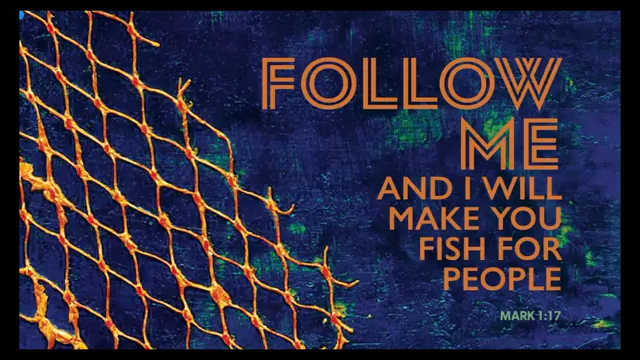 FOLLOW
ME
AND I WILL
MAKE YOU
FISH FOR
PEOPLE
MARK 1:17